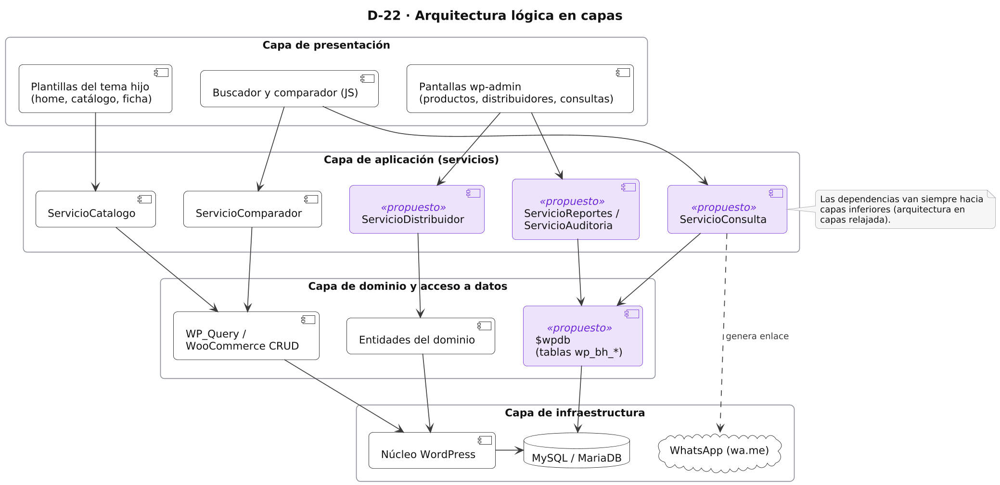 D-22 · Arquitectura lógica en capas
Capa de presentación
Plantillas del tema hijo
(home, catálogo, ficha)
Buscador y comparador (JS)
Pantallas wp-admin
(productos, distribuidores, consultas)
Capa de aplicación (servicios)
ServicioCatalogo
ServicioComparador
«propuesto»
ServicioDistribuidor
«propuesto»
ServicioReportes /
ServicioAuditoria
«propuesto»
ServicioConsulta
Las dependencias van siempre hacia
capas inferiores (arquitectura en
capas relajada).
Capa de dominio y acceso a datos
WP_Query /
WooCommerce CRUD
Entidades del dominio
«propuesto»
$wpdb
(tablas wp_bh_*)
genera enlace
Capa de infraestructura
Núcleo WordPress
MySQL / MariaDB
WhatsApp (wa.me)